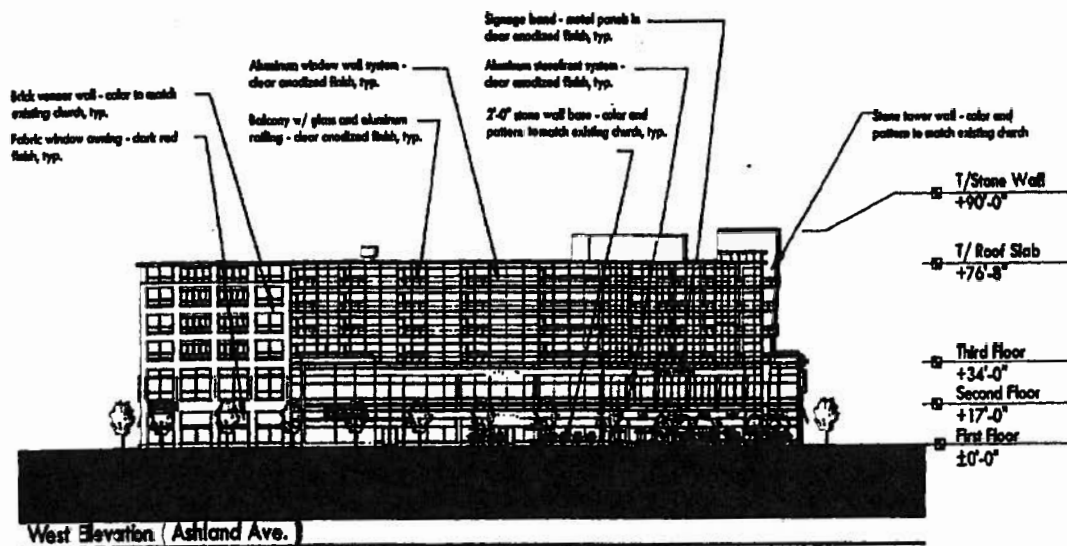 Signage band - metal panels in
clear anodized finish, typ.
Aluminum window wall system -
clear anodized finish, typ.
Aluminum storefront system -
clear anodized finish, typ.
Brick veneer wall - color to match
existing church, typ.
Balcony w/ glass and aluminum
railing - clear anodized finish, typ.
2'-0" stone wall base - color and
pattern to match existing church, typ.
Stone tower wall - color and
pattern to match existing church
Fabric window awning - dark red
finish, typ.
T/Stone Wall
+90'-0"
T/ Roof Slab
+76'-8"
Third Floor
+34'-0"
Second Floor
+17'-0"
First Floor
±0'-0"
West Elevation ( Ashland Ave. )